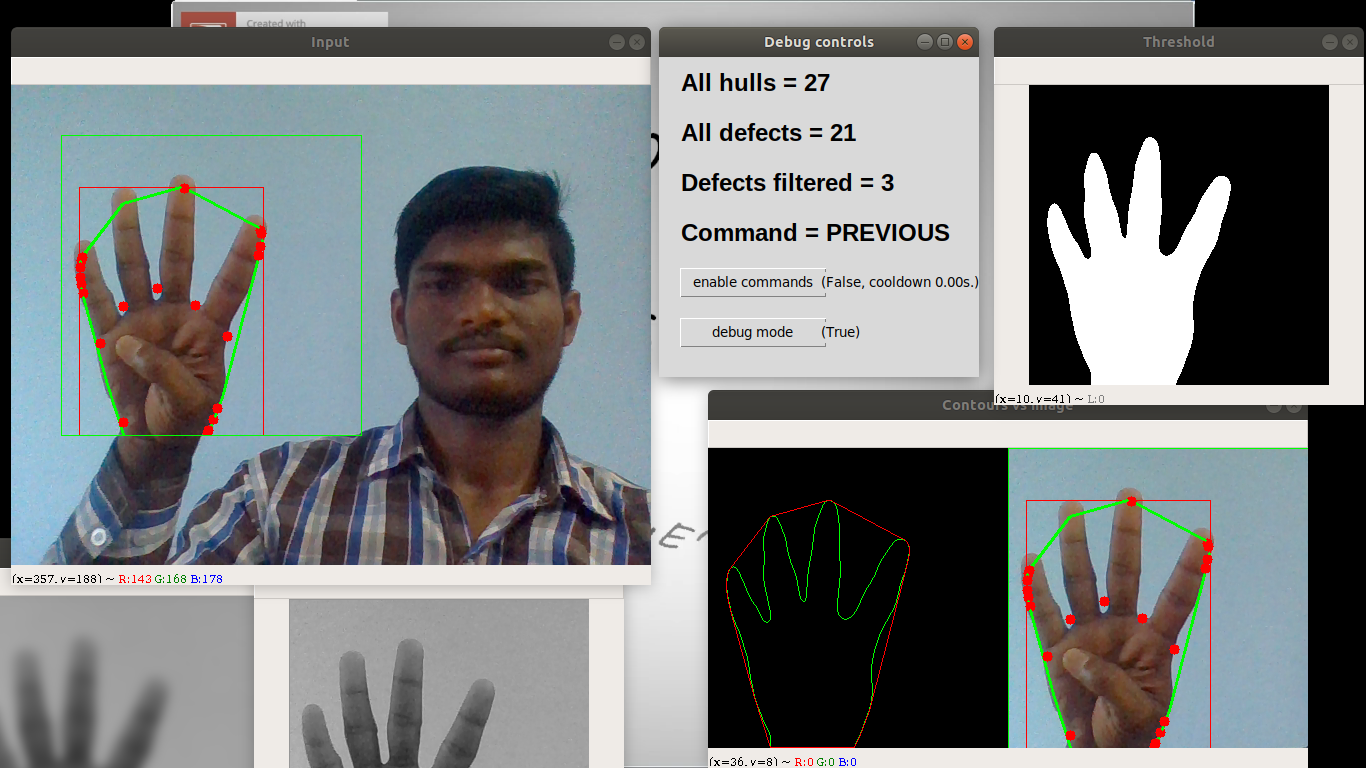 Created with
Input
Debug controls
Threshold
All hulls = 27
All defects = 21
Defects filtered = 3
Command = PREVIOUS
enable commands (False, cooldown 0.00s.)
debug mode (True)
(x=10, y=41) ~ L:0
Contours vs image
(x=357, y=188) ~ R:143 G:168 B:178
(x=36, y=8) ~ R:0 G:0 B:0